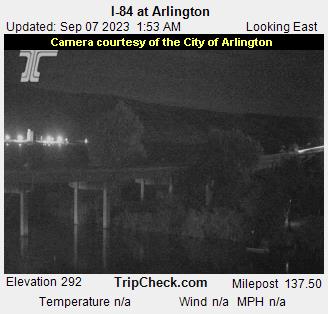 I-84 at Arlington
Updated: Sep 07 2023 1:53 AM Looking East
Camera courtesy of the City of Arlington
Elevation 292 TripCheck.com Milepost 137.50
Temperature n/a Wind n/a MPH n/a